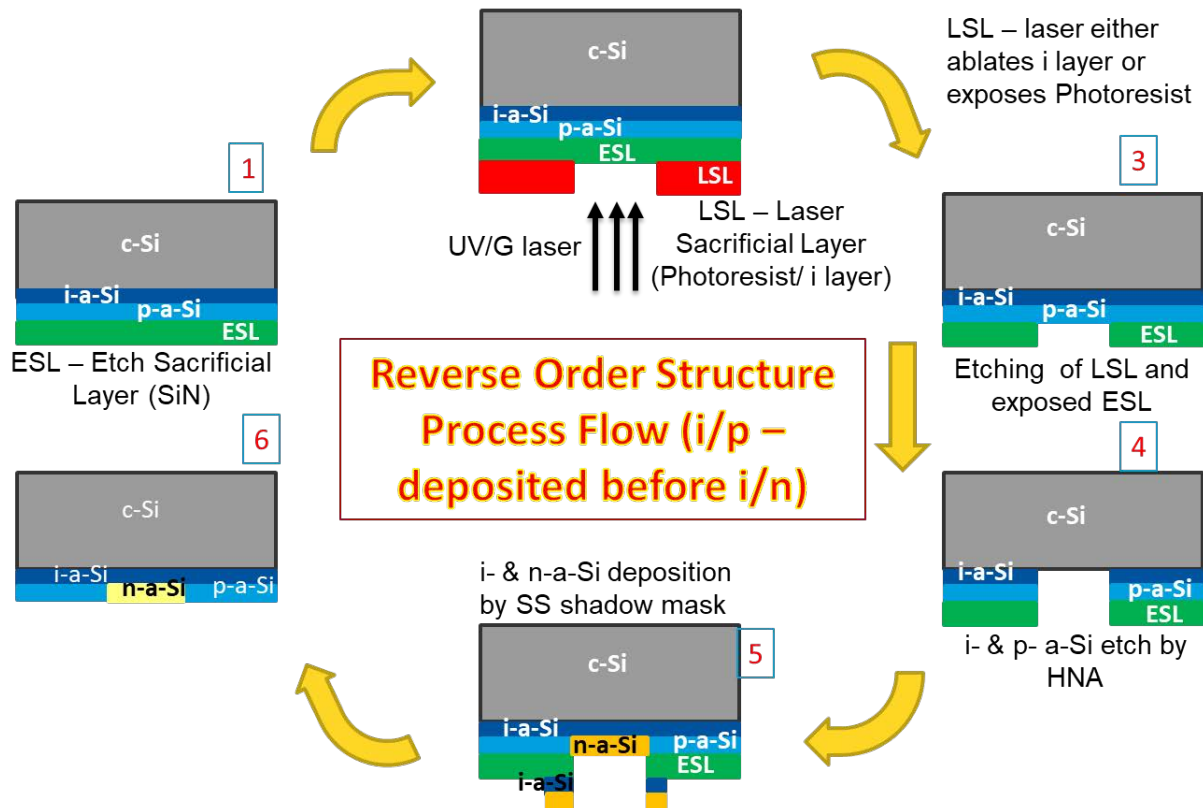 1
c-Si
i-a-Si
p-a-Si
ESL
ESL – Etch Sacrificial
Layer (SiN)
c-Si
i-a-Si
p-a-Si
ESL
LSL
UV/G laser
LSL – Laser
Sacrificial Layer
(Photoresist/ i layer)
LSL – laser either
ablates i layer or
exposes Photoresist
3
c-Si
i-a-Si
p-a-Si
ESL
Etching of LSL and
exposed ESL
Reverse Order Structure
Process Flow (i/p –
deposited before i/n)
4
c-Si
i-a-Si
p-a-Si
ESL
i- & p- a-Si etch by
HNA
i- & n-a-Si deposition
by SS shadow mask
5
c-Si
i-a-Si
n-a-Si
p-a-Si
ESL
i-a-Si
6
c-Si
i-a-Si
n-a-Si
p-a-Si